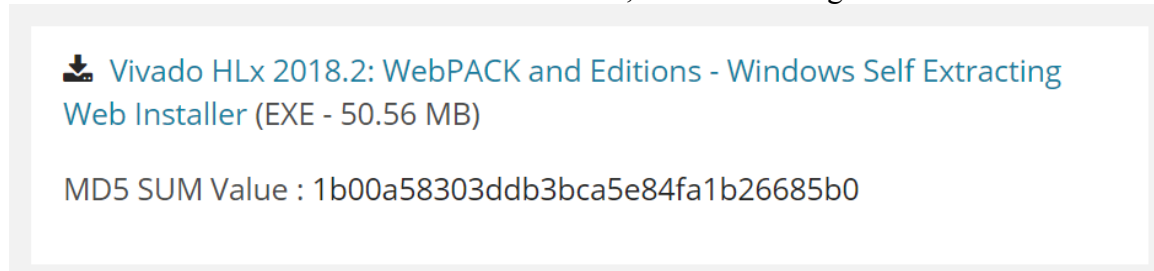 Vivado HLx 2018.2: WebPACK and Editions - Windows Self Extracting
Web Installer (EXE - 50.56 MB)
MD5 SUM Value : 1b00a58303ddb3bca5e84fa1b26685b0